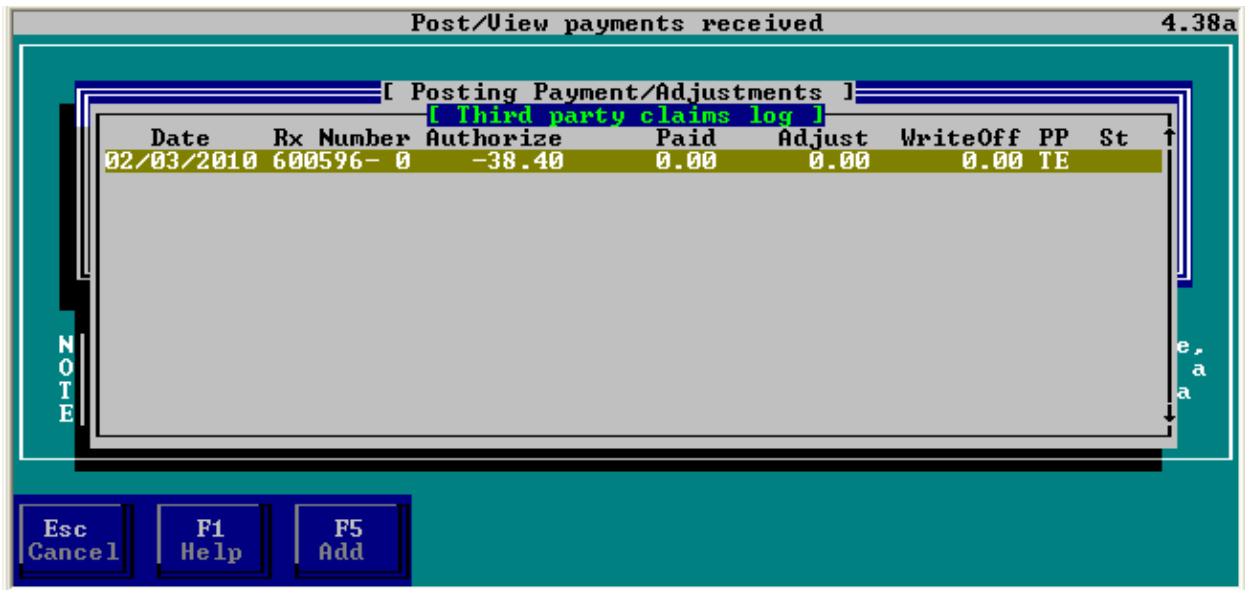 Post/View payments received 4.38a
[ Posting Payment/Adjustments ]
[ Third party claims log ]
Date Rx Number Authorize Paid Adjust WriteOff PP St
02/03/2010 600596- 0 -38.40 0.00 0.00 0.00 TE
N e,
O a
T a
E
Esc F1 F5
Cancel Help Add